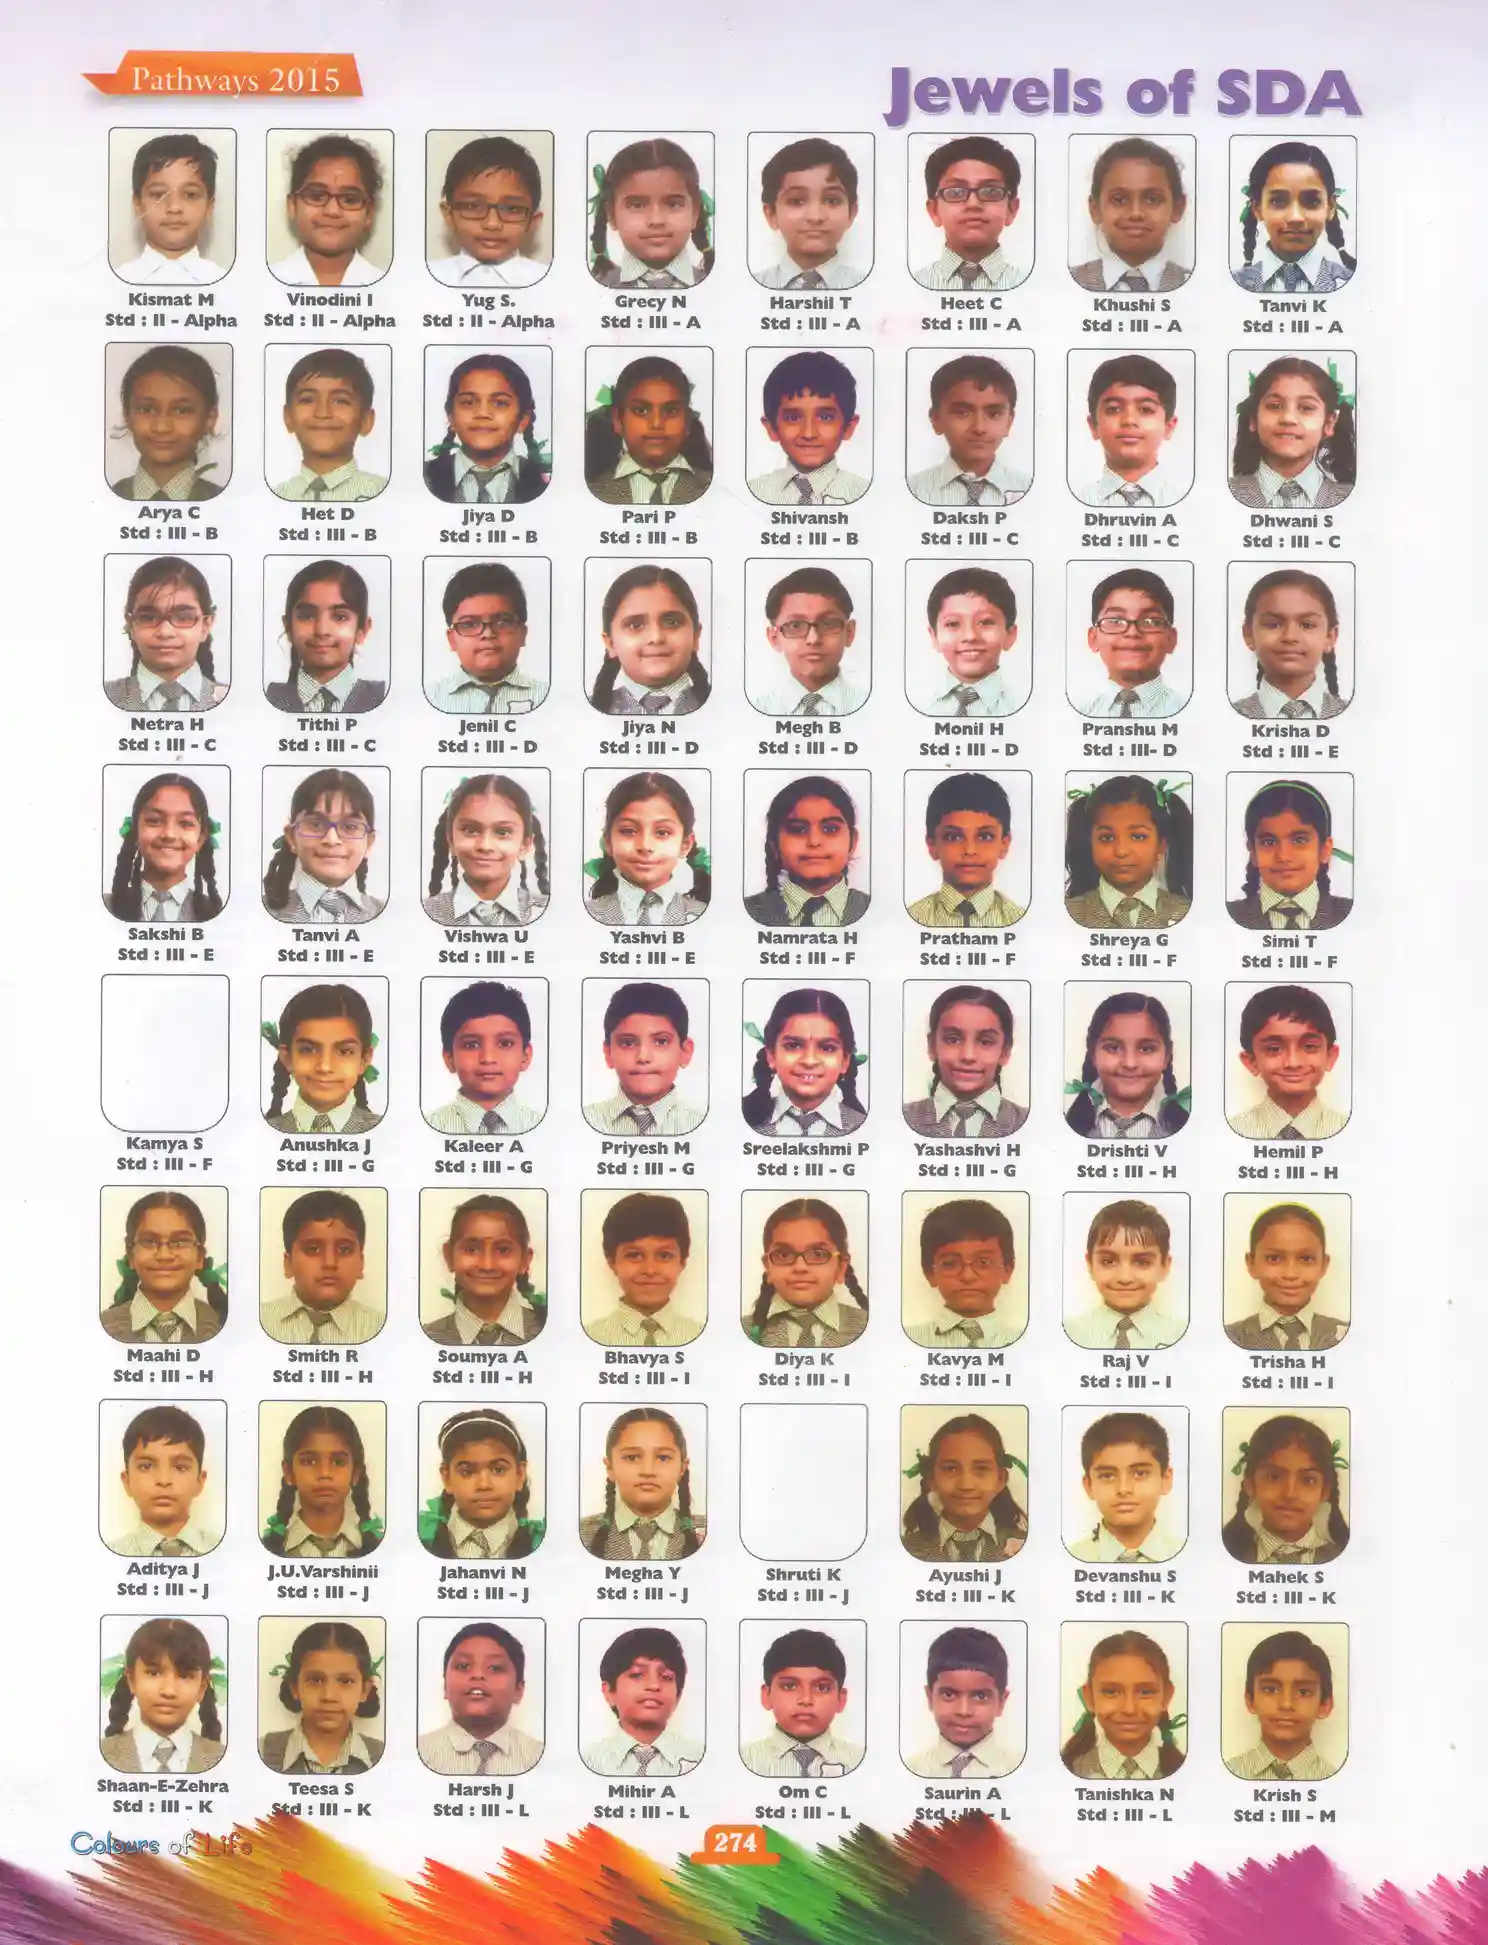 Pathways 2015
Jewels of SDA
Kismat M
Std : II - Alpha
Vinodini I
Std : II - Alpha
Yug S.
Std : II - Alpha
Grecy N
Std : III - A
Harshil T
Std : III - A
Heet C
Std : III - A
Khushi S
Std : III - A
Tanvi K
Std : III - A
Arya C
Std : III - B
Het D
Std : III - B
Jiya D
Std : III - B
Pari P
Std : III - B
Shivansh
Std : III - B
Daksh P
Std : III - C
Dhruvin A
Std : III - C
Dhwani S
Std : III - C
Netra H
Std : III - C
Tithi P
Std : III - C
Jenil C
Std : III - D
Jiya N
Std : III - D
Megh B
Std : III - D
Monil H
Std : III - D
Pranshu M
Std : III- D
Krisha D
Std : III - E
Sakshi B
Std : III - E
Tanvi A
Std : III - E
Vishwa U
Std : III - E
Yashvi B
Std : III - E
Namrata H
Std : III - F
Pratham P
Std : III - F
Shreya G
Std : III - F
Simi T
Std : III - F
Kamya S
Std : III - F
Anushka J
Std : III - G
Kaleer A
Std : III - G
Priyesh M
Std : III - G
Sreelakshmi P
Std : III - G
Yashashvi H
Std : III - G
Drishti V
Std : III - H
Hemil P
Std : III - H
Maahi D
Std : III - H
Smith R
Std : III - H
Soumya A
Std : III - H
Bhavya S
Std : III - I
Diya K
Std : III - I
Kavya M
Std : III - I
Raj V
Std : III - I
Trisha H
Std : III - I
Aditya J
Std : III - J
J.U.Varshinii
Std : III - J
Jahanvi N
Std : III - J
Megha Y
Std : III - J
Shruti K
Std : III - J
Ayushi J
Std : III - K
Devanshu S
Std : III - K
Mahek S
Std : III - K
Shaan-E-Zehra
Std : III - K
Teesa S
Std : III - K
Harsh J
Std : III - L
Mihir A
Std : III - L
Om C
Std : III - L
Saurin A
Std : III - L
Tanishka N
Std : III - L
Krish S
Std : III - M
Colours of Life
274